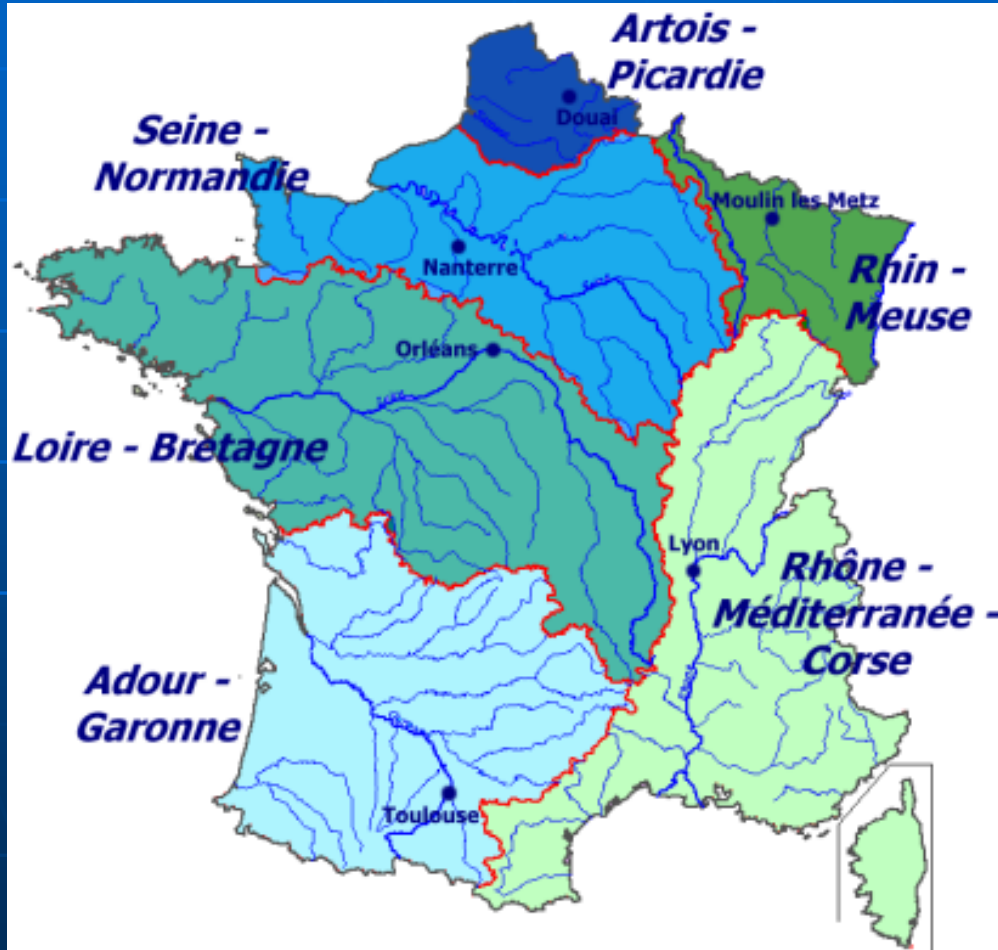 Artois -
Picardie
Douai
Seine -
Normandie
Moulin les Metz
Nanterre
Rhin -
Meuse
Orléans
Loire - Bretagne
Lyon
Rhône -
Méditerranée -
Corse
Adour -
Garonne
Toulouse